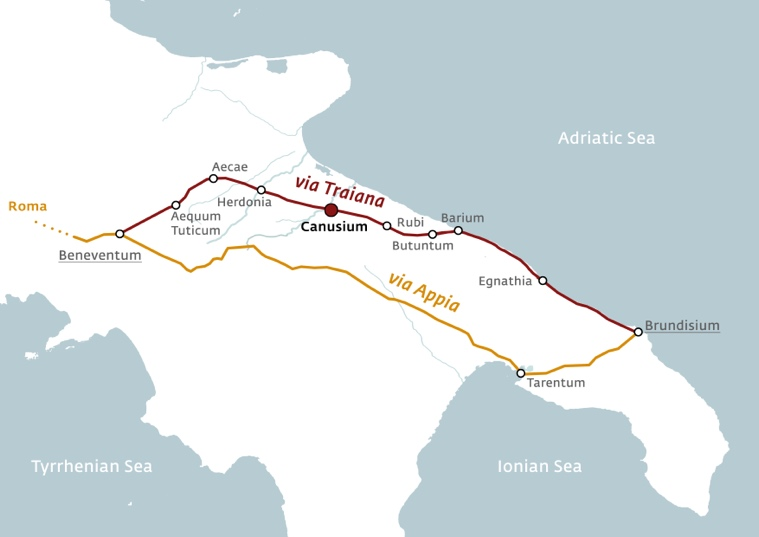 Adriatic Sea
Aecae
via Traiana
Herdonia
Roma
Aequum
Tuticum
Canusium
Rubi
Barium
Butuntum
Beneventum
via Appia
Egnathia
Brundisium
Tarentum
Tyrrhenian Sea
Ionian Sea